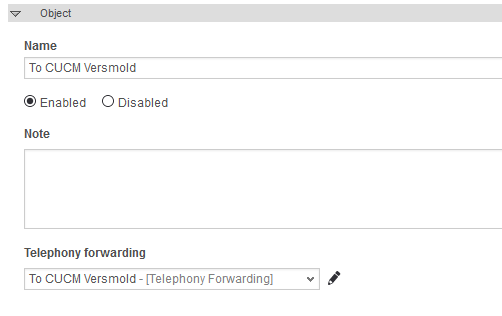 Object
Name
To CUCM Versmold
Enabled Disabled
Note
Telephony forwarding
To CUCM Versmold - [Telephony Forwarding]